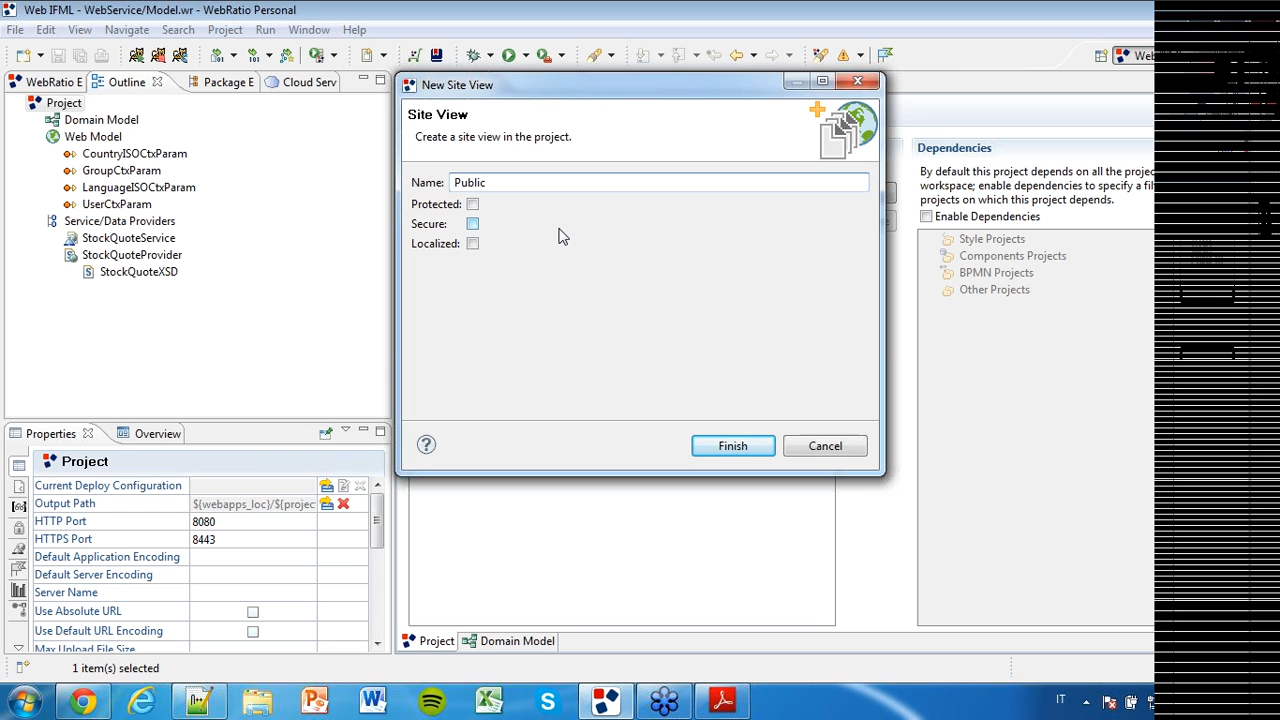 Web IFML - WebService/Model.wr - WebRatio Personal
File Edit View Navigate Search Project Run Window Help
WebRatio E Outline Package E Cloud Serv
Project
Domain Model
Web Model
CountryISOCtxParam
GroupCtxParam
LanguageISOCtxParam
UserCtxParam
Service/Data Providers
StockQuoteService
StockQuoteProvider
StockQuoteXSD
New Site View
Site View
Create a new Site View object.
Name: Public
Protected:
Secure:
Localized:
Finish Cancel
Dependencies
By default this project depends on all the
workspace; enable dependencies to specify a
projects on which this project depends.
Enable Dependencies
Style Projects
Components Projects
BPMN Projects
Other Projects
Properties Overview
Project
Current Deploy Configuration
Output Path ${webapps_loc}/${projec
HTTP Port 8080
HTTPS Port 8443
Default Application Encoding
Default Server Encoding
Server Name
Use Absolute URL
Use Default URL Encoding
Max Upload File Size
Project Domain Model
1 item(s) selected
IT